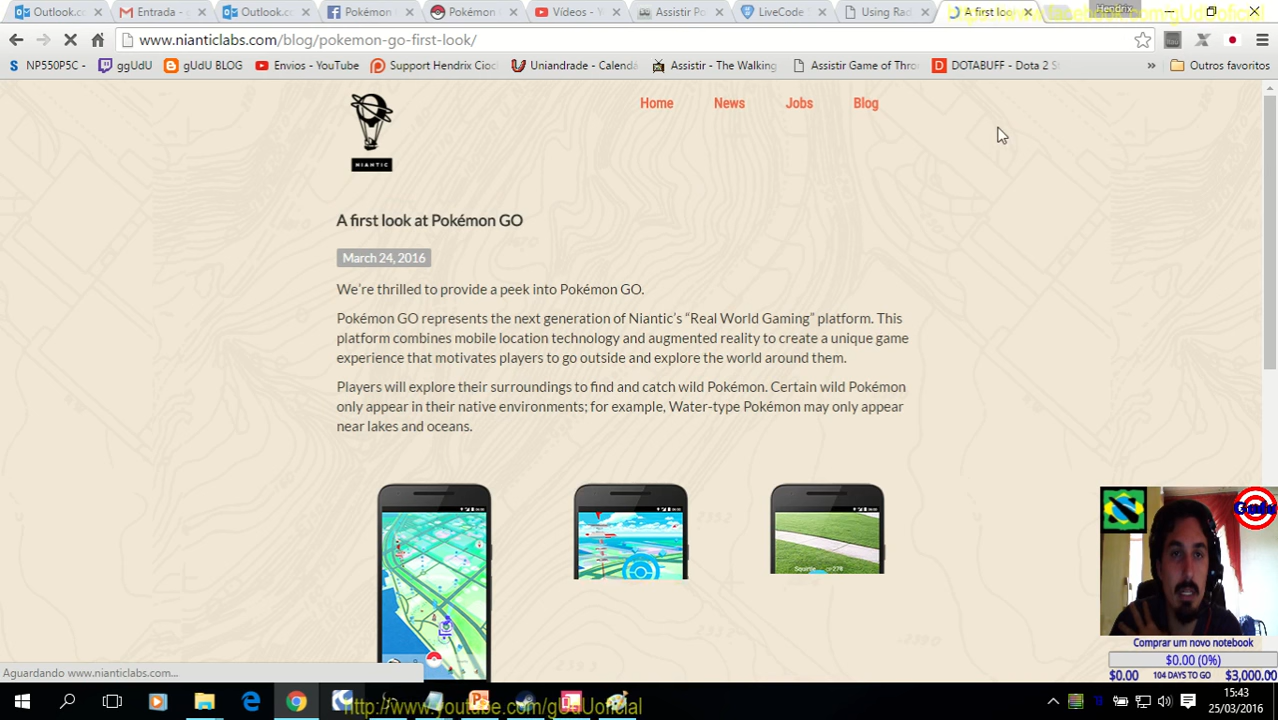 Outlook.co
Entrada - g
Outlook.co
Pokémon
Pokémon
Vídeos - Y
Assistir Po
LiveCode
Using Rad
A first loo
Hendrix
www.nianticlabs.com/blog/pokemon-go-first-look/
NP550P5C -
ggUdU
gUdU BLOG
Envios - YouTube
Support Hendrix Cioc
Uniandrade - Calendá
Assistir - The Walking
Assistir Game of Thro
DOTABUFF - Dota 2 S
»
Outros favoritos
NIANTIC
Home
News
Jobs
Blog
A first look at Pokémon GO
March 24, 2016
We’re thrilled to provide a peek into Pokémon GO.
Pokémon GO represents the next generation of Niantic’s “Real World Gaming” platform. This
platform combines mobile location technology and augmented reality to create a unique game
experience that motivates players to go outside and explore the world around them.
Players will explore their surroundings to find and catch wild Pokémon. Certain wild Pokémon
only appear in their native environments; for example, Water-type Pokémon may only appear
near lakes and oceans.
Squirtle
Gudu
Comprar um novo notebook
$0.00 (0%)
$0.00
104 DAYS TO GO
$3,000.00
Aguardando www.nianticlabs.com...
http://www.youtube.com/gUdUoficial
15:43
25/03/2016